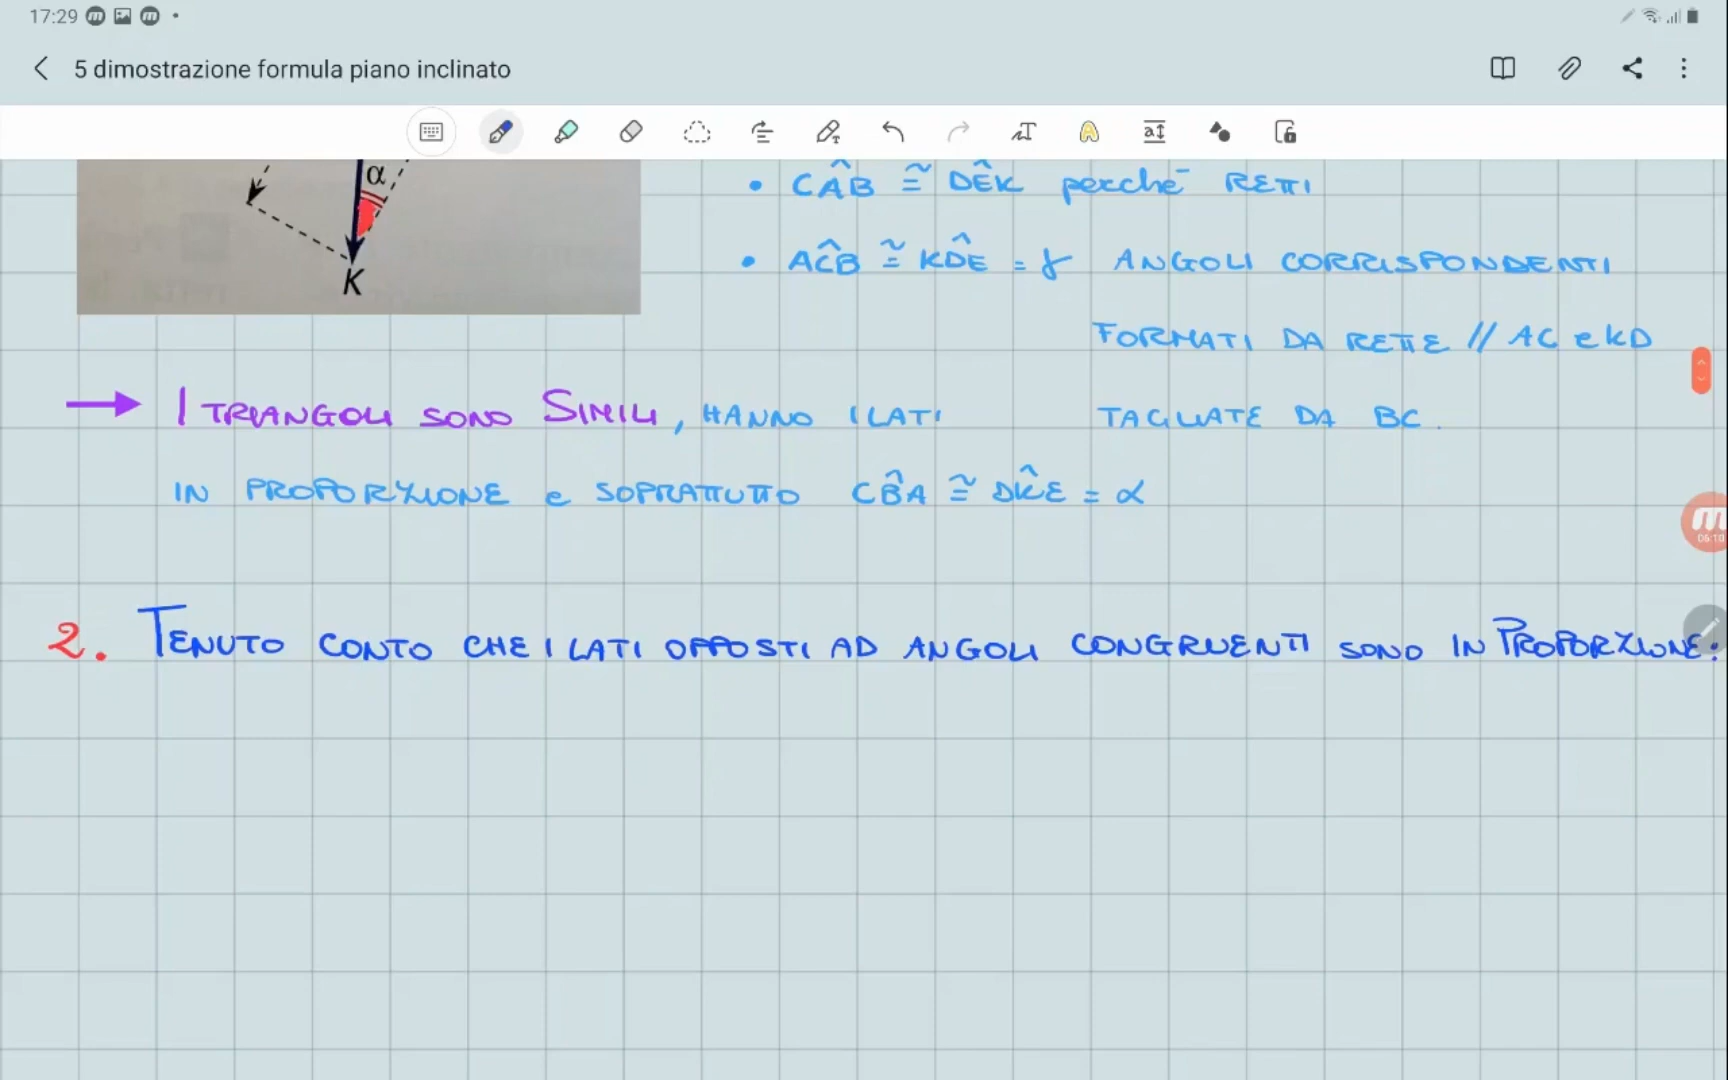 17:29
5 dimostrazione formula piano inclinato
α
K
• CÂB ≅ DÊK perché RETTI
• AĈB ≅ KD̂E = γ ANGOLI CORRISPONDENTI
FORMATI DA RETTE // AC e KD
TAGLIATE DA BC.
→ I TRIANGOLI SONO SIMILI, HANNO I LATI
IN PROPORZIONE e SOPRATTUTTO CB̂A ≅ DK̂E = α
2. TENUTO CONTO CHE I LATI OPPOSTI AD ANGOLI CONGRUENTI SONO IN PROPORZIONE:
06:10